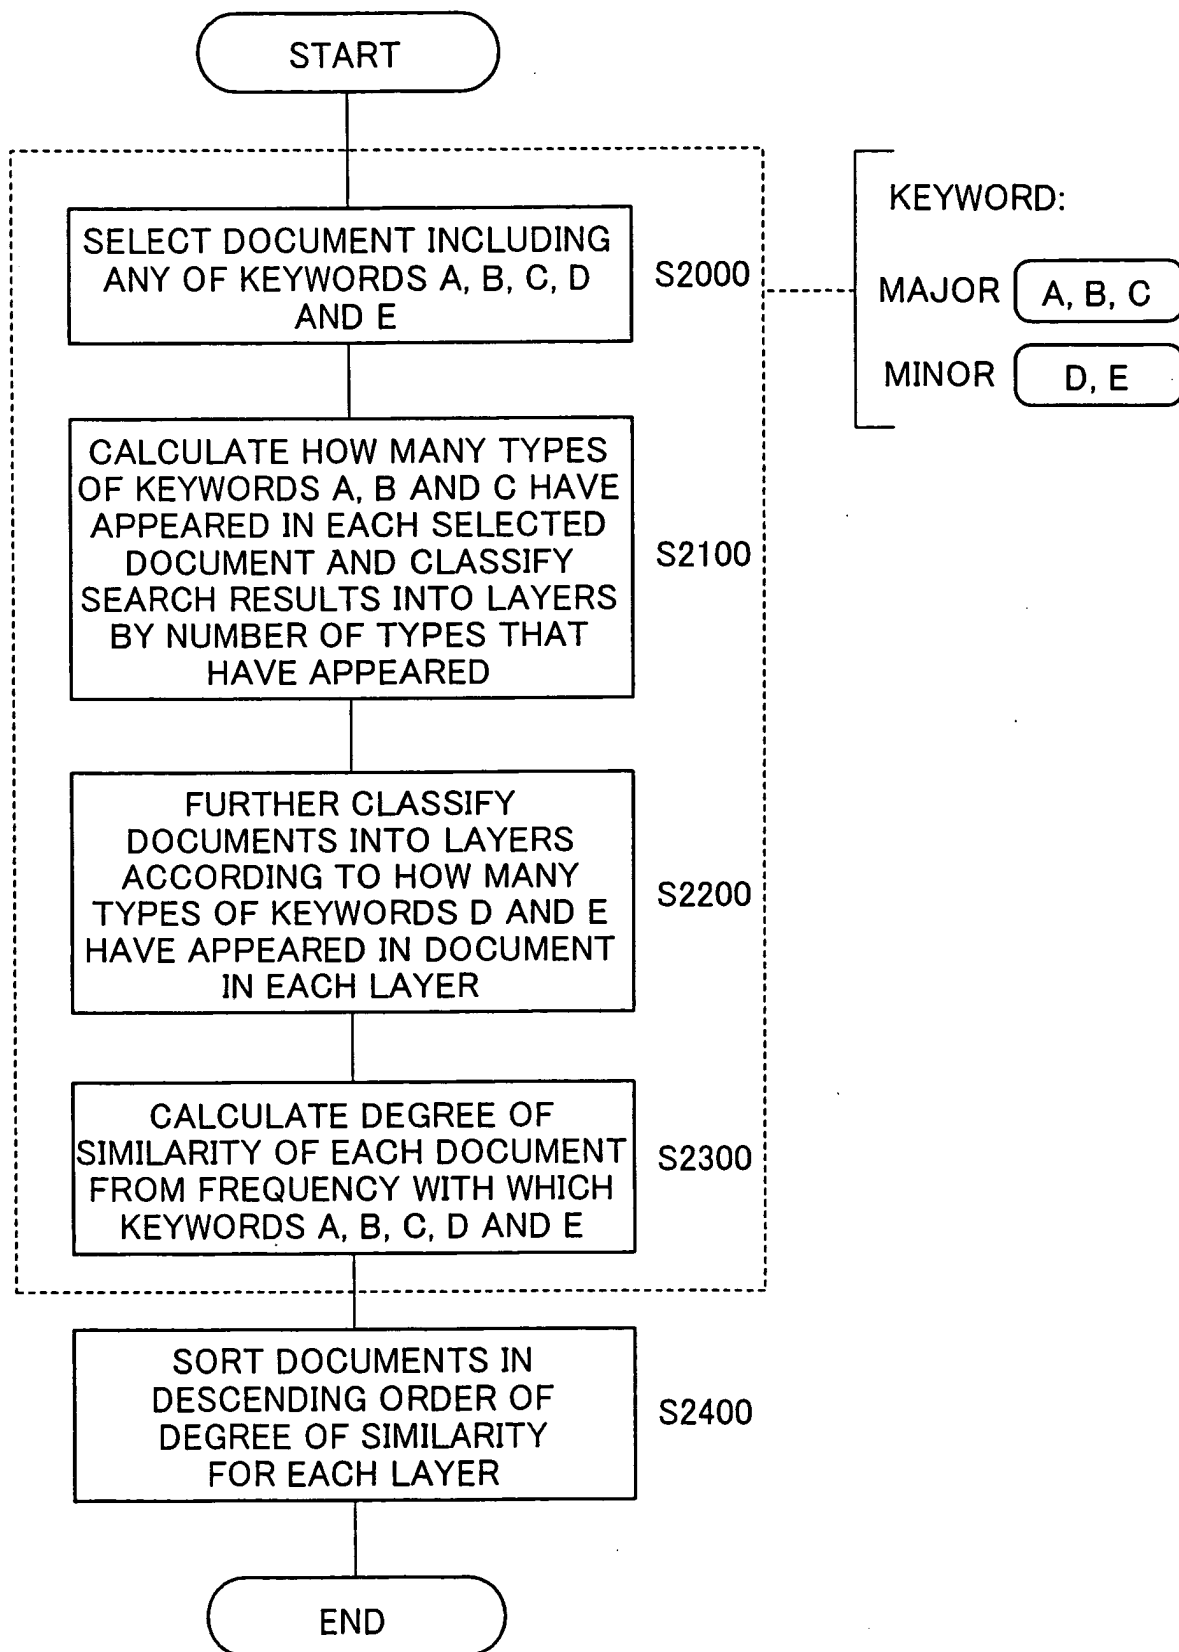 START
SELECT DOCUMENT INCLUDING
ANY OF KEYWORDS A, B, C, D
AND E
S2000
KEYWORD:
MAJOR A, B, C
MINOR D, E
CALCULATE HOW MANY TYPES
OF KEYWORDS A, B AND C HAVE
APPEARED IN EACH SELECTED
DOCUMENT AND CLASSIFY
SEARCH RESULTS INTO LAYERS
BY NUMBER OF TYPES THAT
HAVE APPEARED
S2100
FURTHER CLASSIFY
DOCUMENTS INTO LAYERS
ACCORDING TO HOW MANY
TYPES OF KEYWORDS D AND E
HAVE APPEARED IN DOCUMENT
IN EACH LAYER
S2200
CALCULATE DEGREE OF
SIMILARITY OF EACH DOCUMENT
FROM FREQUENCY WITH WHICH
KEYWORDS A, B, C, D AND E
S2300
SORT DOCUMENTS IN
DESCENDING ORDER OF
DEGREE OF SIMILARITY
FOR EACH LAYER
S2400
END